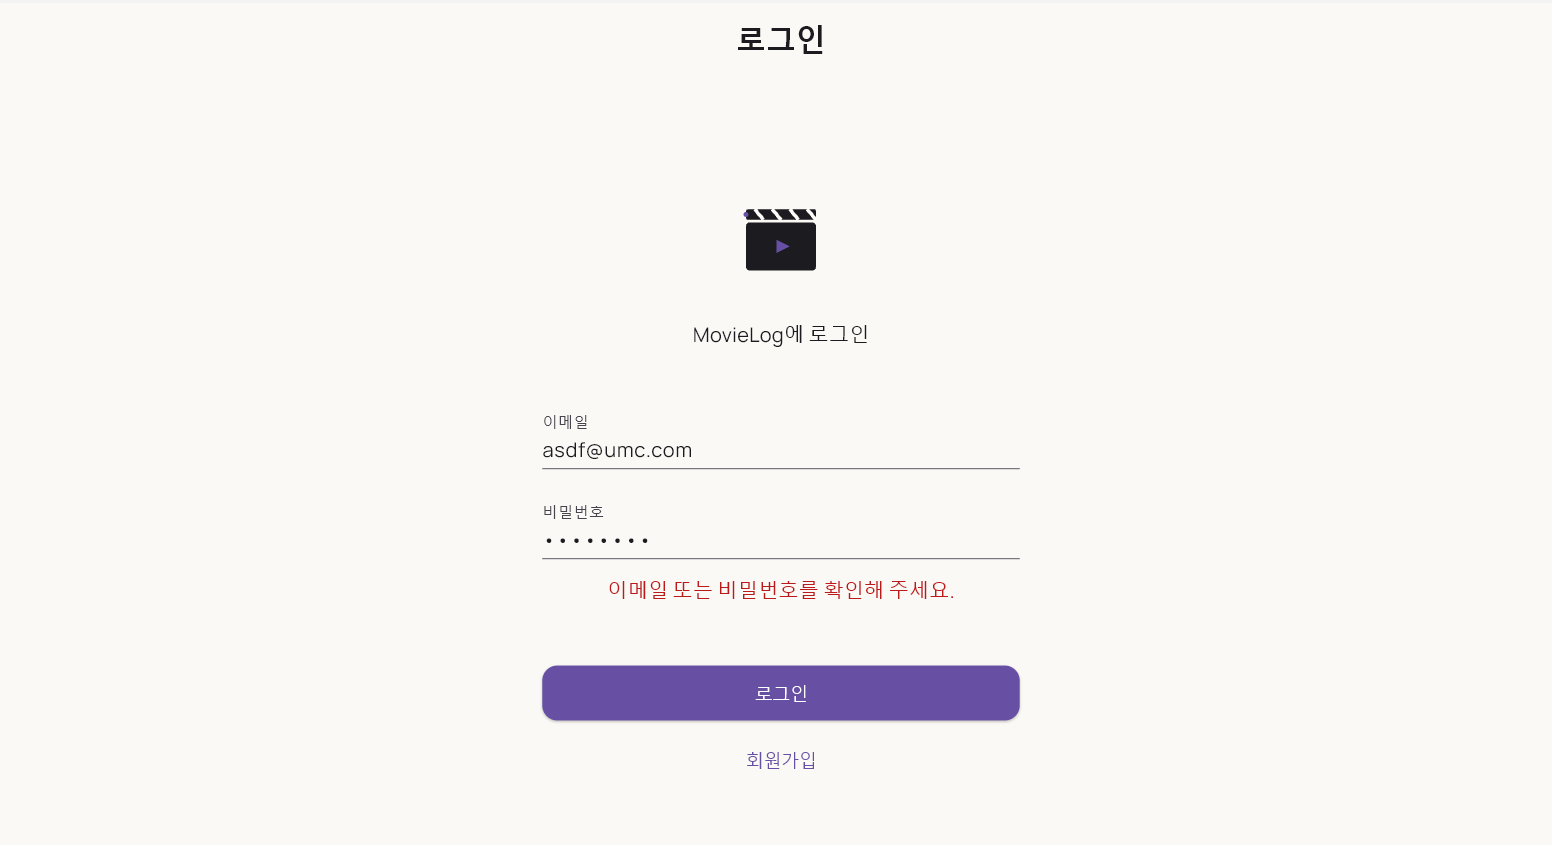 로그인
MovieLog에 로그인
이메일
asdf@umc.com
비밀번호
••••••••
이메일 또는 비밀번호를 확인해 주세요.
로그인
회원가입